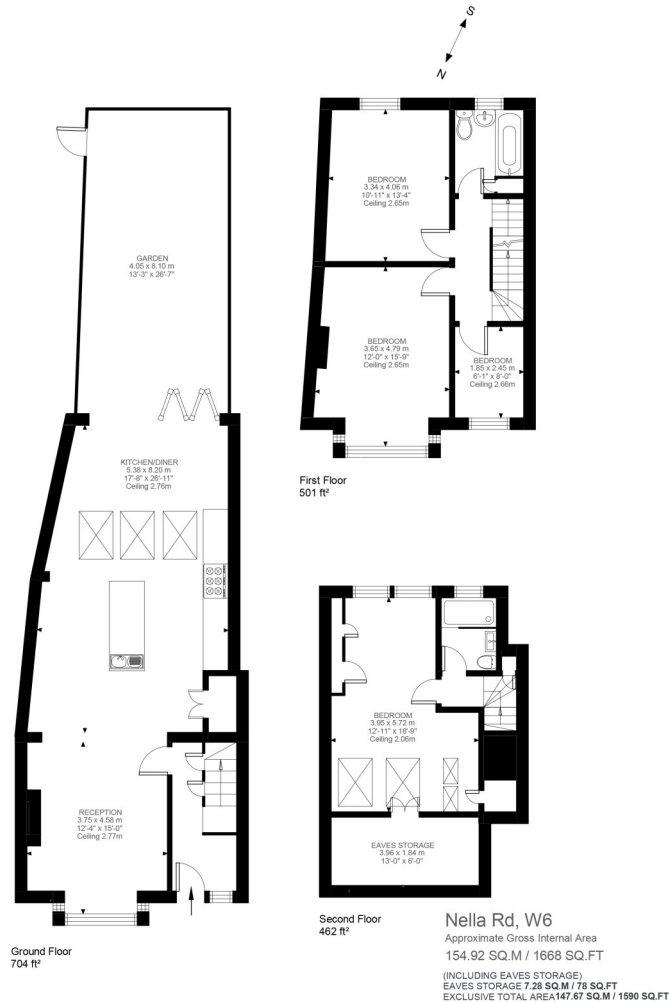 S
N
GARDEN
4.05 x 8.10 m
13'-3" x 26'-7"
KITCHEN/DINER
5.38 x 8.20 m
17'-8" x 26'-11"
Ceiling 2.76m
RECEPTION
3.75 x 4.58 m
12'-4" x 15'-0"
Ceiling 2.77m
Ground Floor
704 ft²
BEDROOM
3.34 x 4.06 m
10'-11" x 13'-4"
Ceiling 2.65m
BEDROOM
3.65 x 4.79 m
12'-0" x 15'-9"
Ceiling 2.65m
BEDROOM
1.85 x 2.45 m
6'-1" x 8'-0"
Ceiling 2.66m
First Floor
501 ft²
BEDROOM
3.95 x 5.72 m
12'-11" x 18'-9"
Ceiling 2.06m
EAVES STORAGE
3.96 x 1.84 m
13'-0" x 6'-0"
Second Floor
462 ft²
Nella Rd, W6
Approximate Gross Internal Area
154.92 SQ.M / 1668 SQ.FT
(INCLUDING EAVES STORAGE)
EAVES STORAGE 7.28 SQ.M / 78 SQ.FT
EXCLUSIVE TOTAL AREA147.67 SQ.M / 1590 SQ.FT